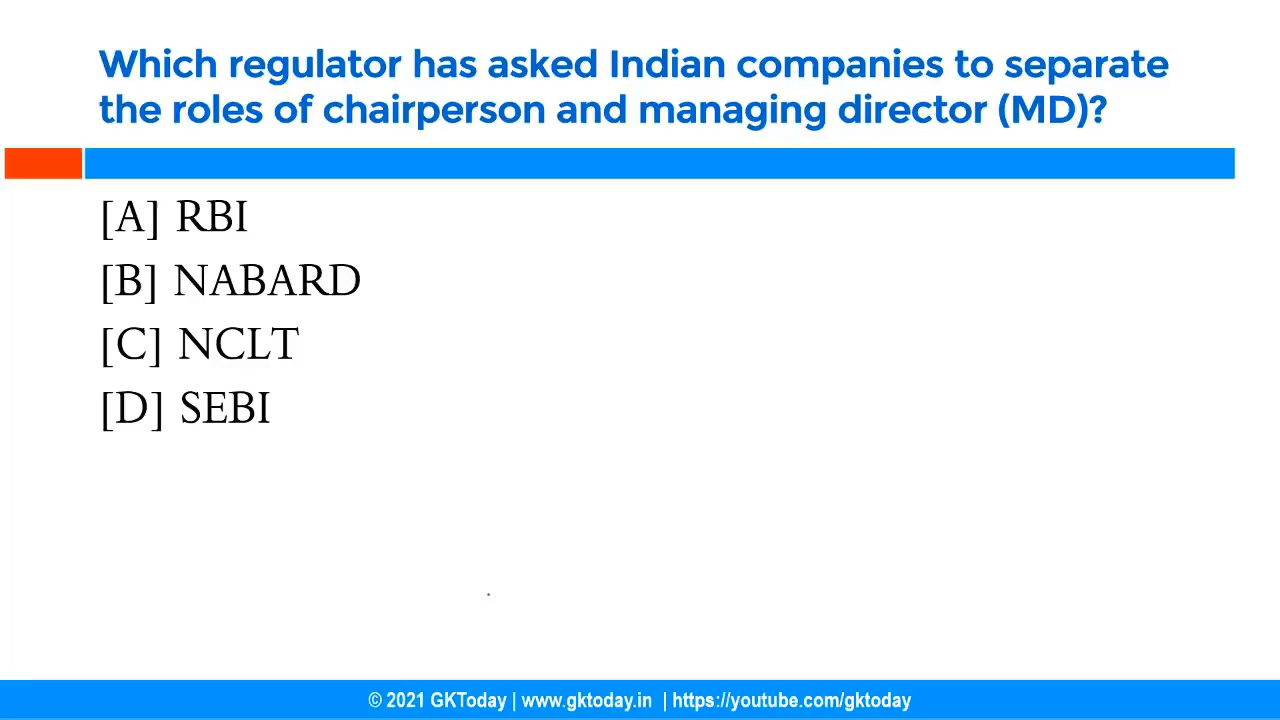 Which regulator has asked Indian companies to separate
the roles of chairperson and managing director (MD)?
[A] RBI
[B] NABARD
[C] NCLT
[D] SEBI
© 2021 GKToday | www.gktoday.in | https://youtube.com/gktoday